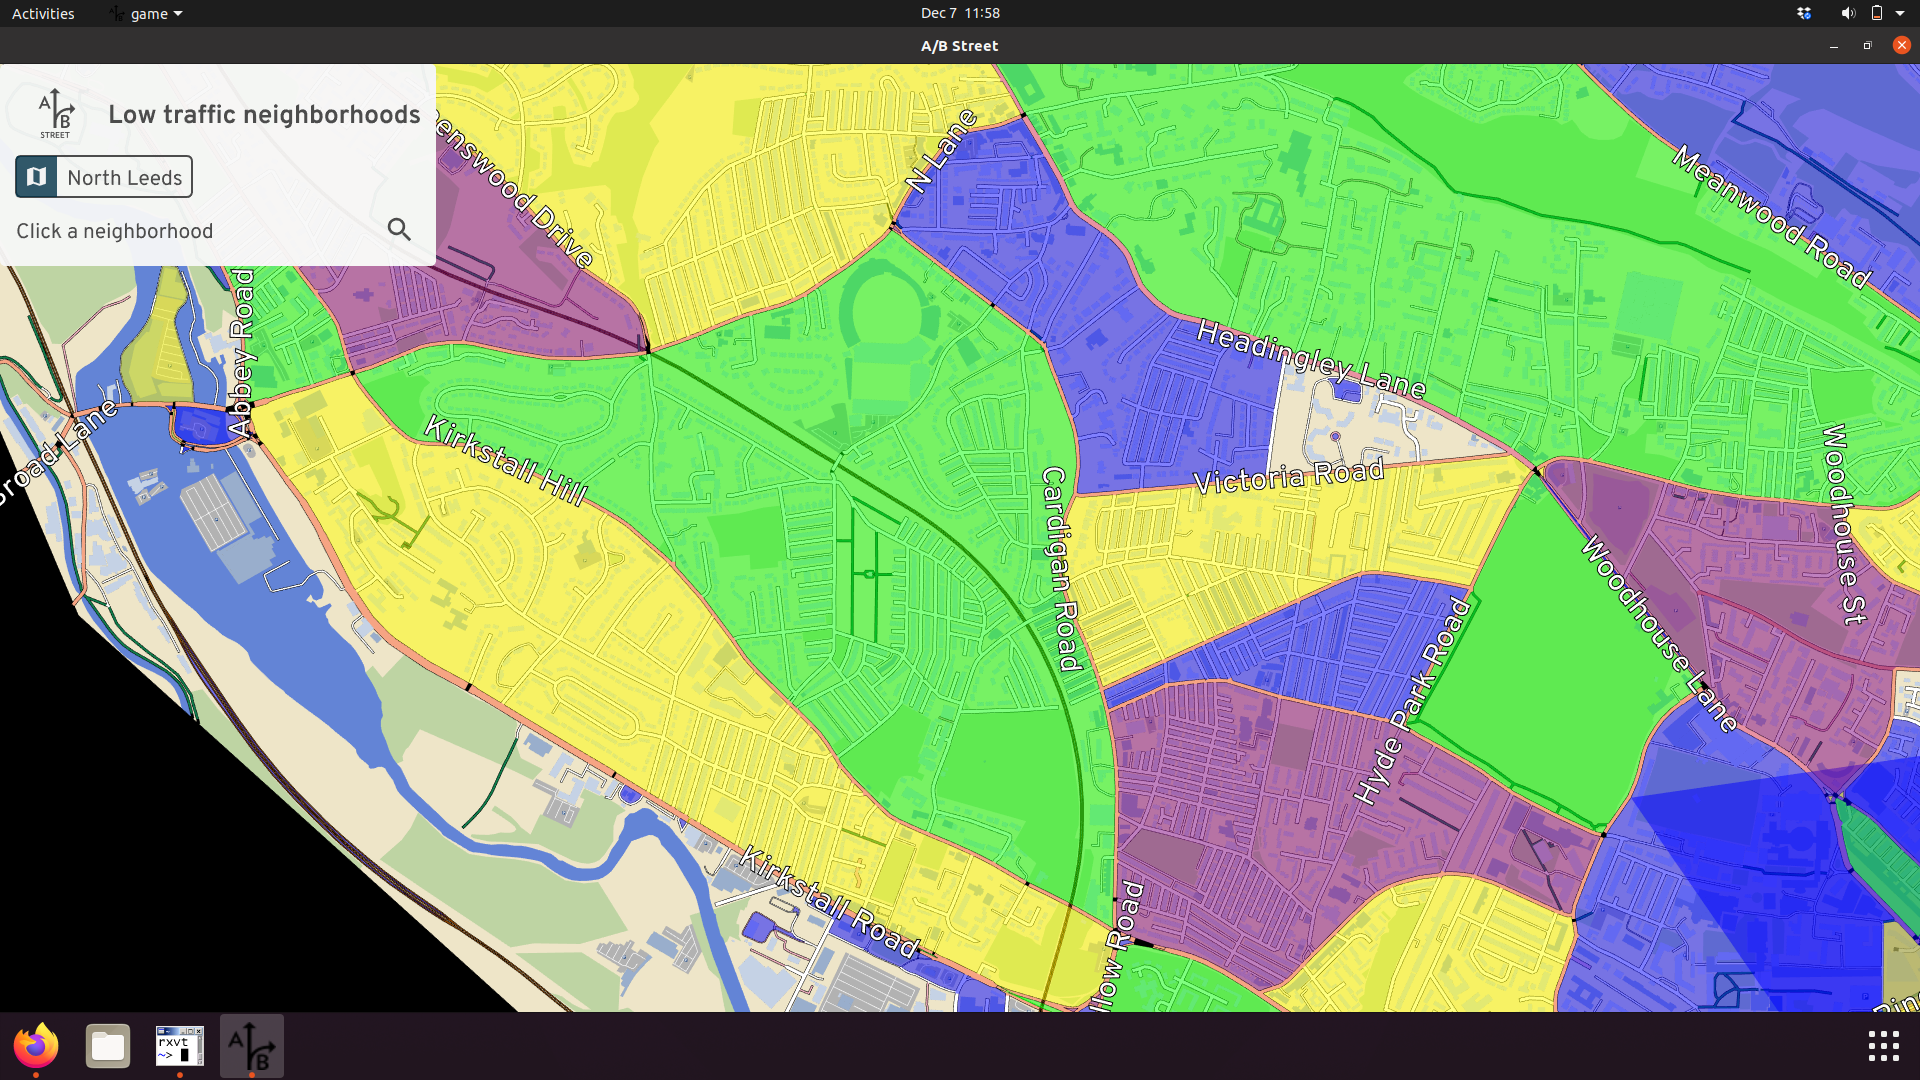 Activities
game
Dec 7 11:58
A/B Street
A
B
STREET
Low traffic neighborhoods
North Leeds
Click a neighborhood
enswood Drive
N Lane
Meanwood Road
Abbey Road
Headingley Lane
Broad Lane
Kirkstall Hill
Victoria Road
Cardigan Road
Woodhouse St
Woodhouse Lane
Hyde Park Road
Kirkstall Road
llow Road
rxvt
~>
A
B